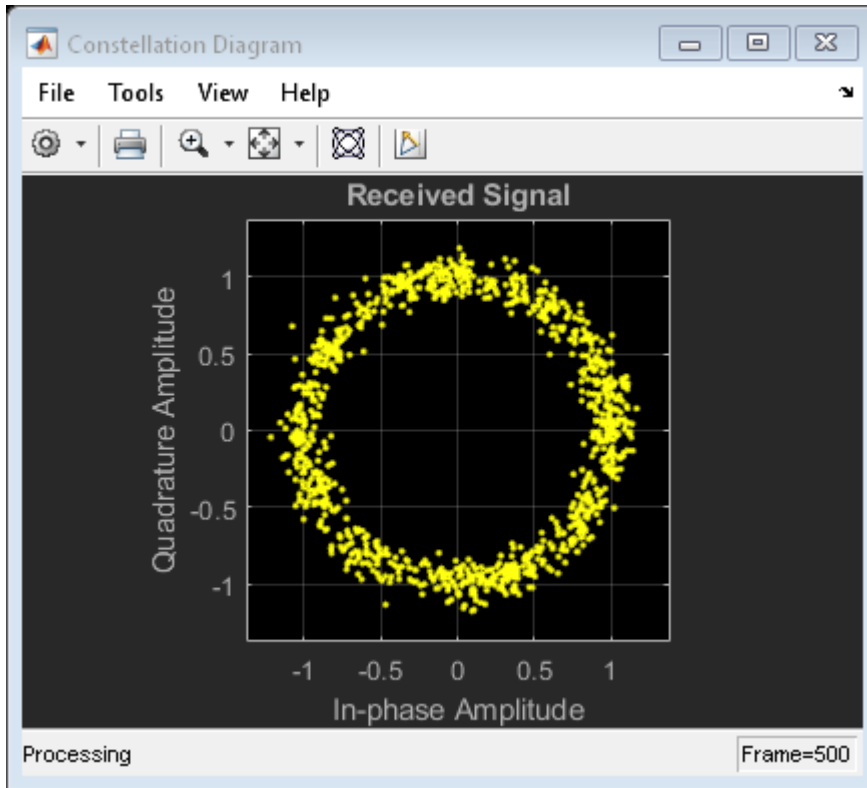 Constellation Diagram
File Tools View Help
Received Signal
Quadrature Amplitude
1
0.5
0
-0.5
-1
-1 -0.5 0 0.5 1
In-phase Amplitude
Processing Frame=500